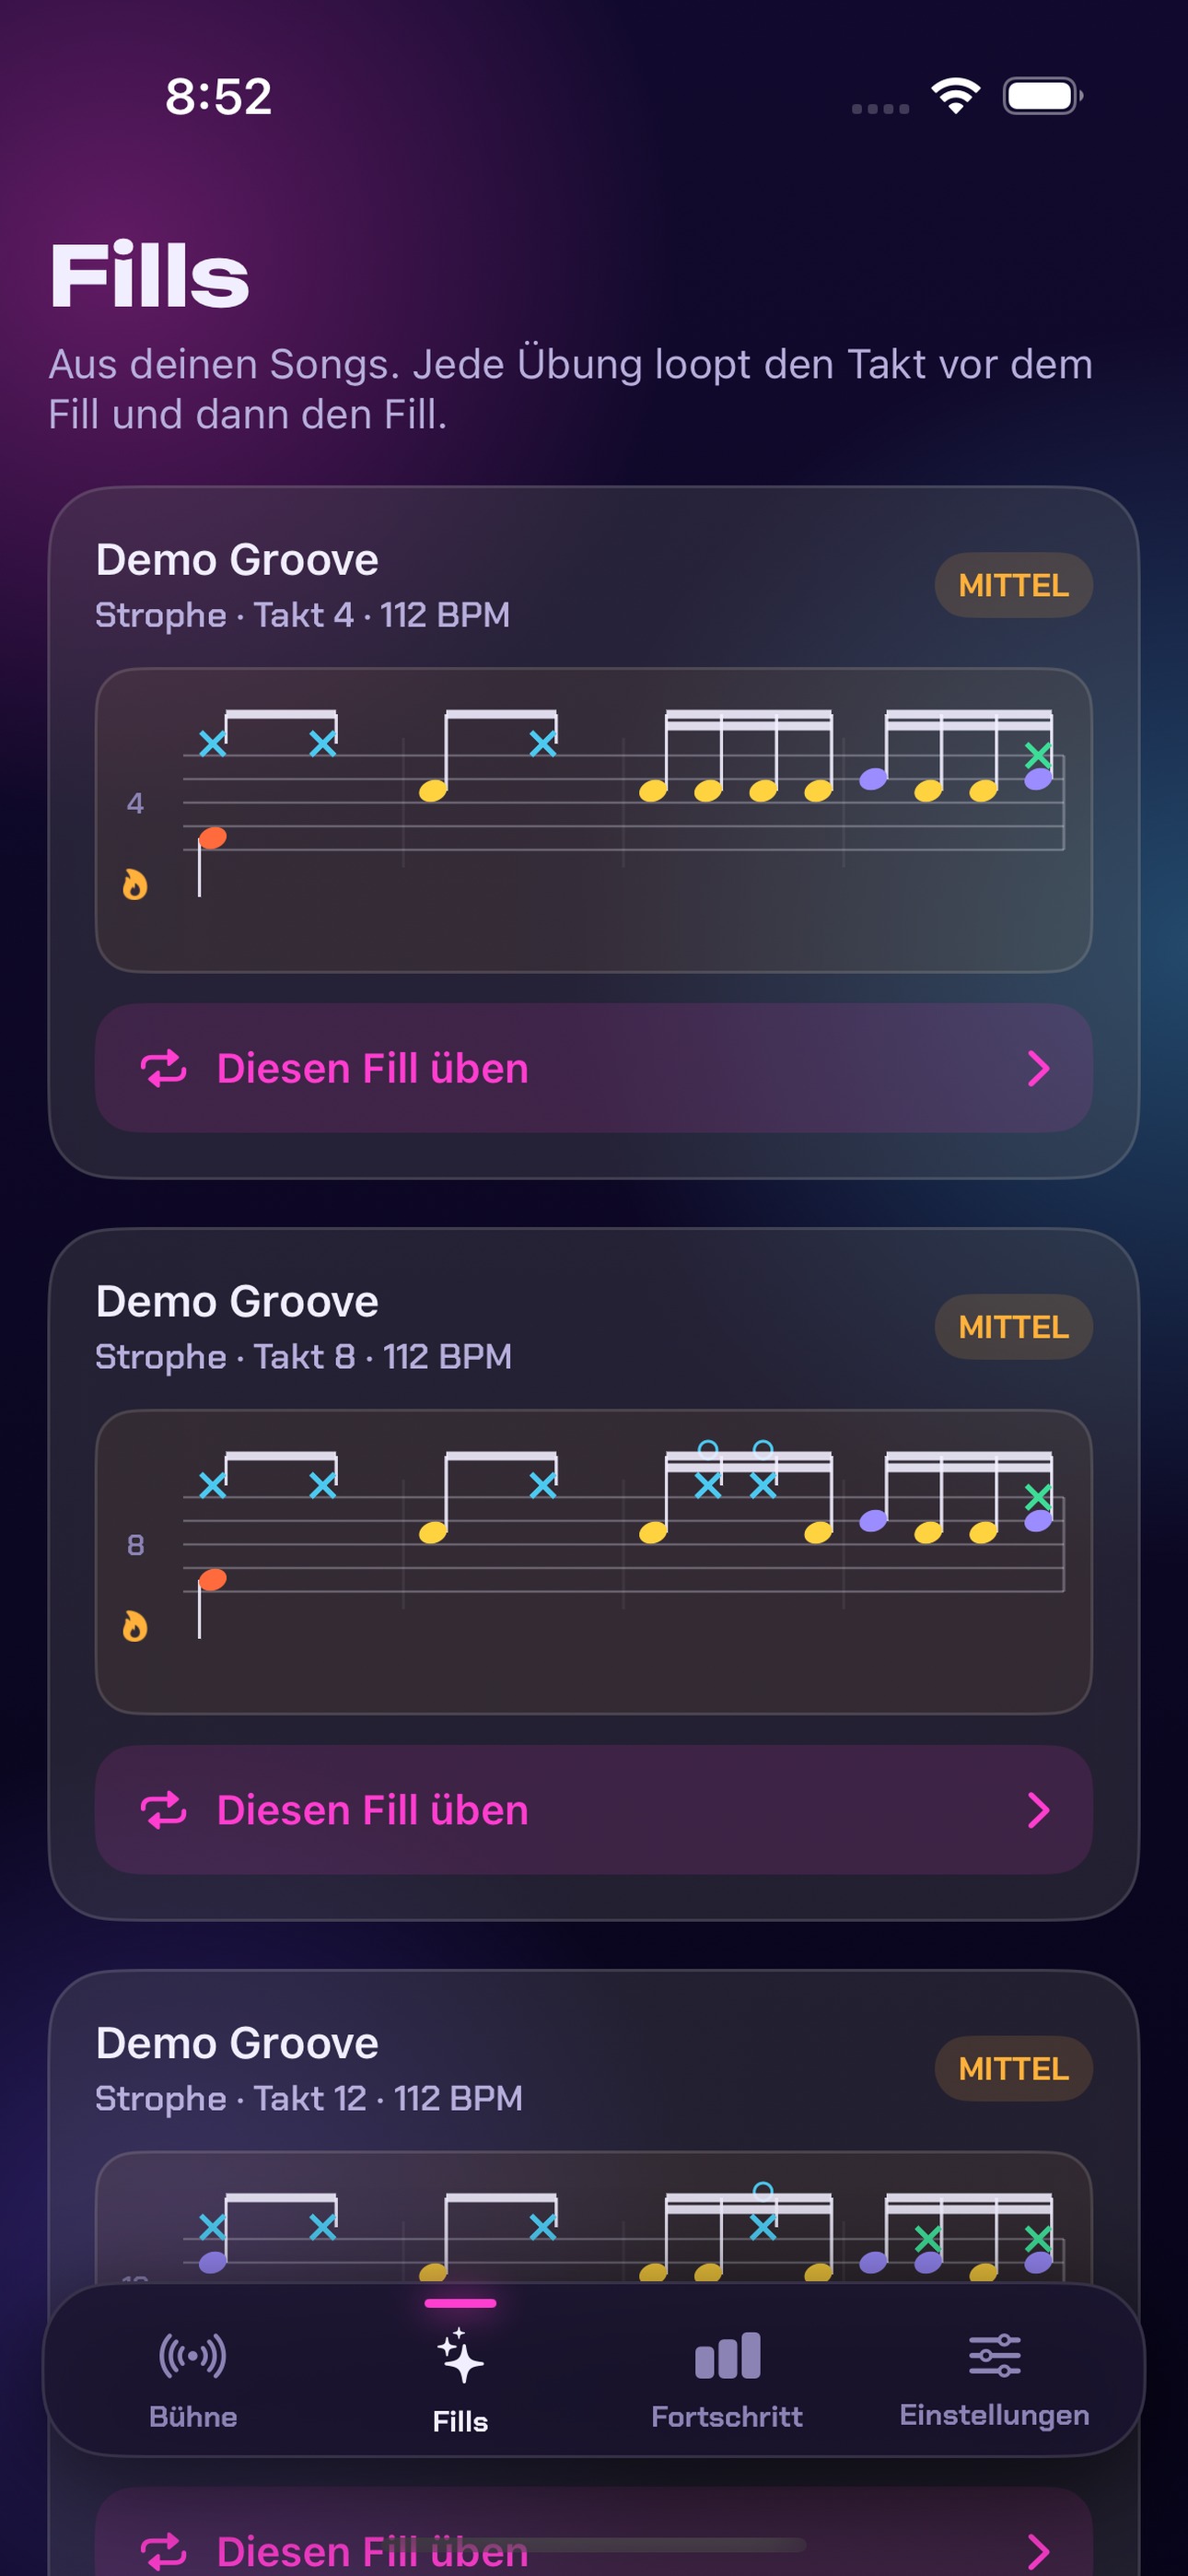 8:52
Fills
Aus deinen Songs. Jede Übung loopt den Takt vor dem
Fill und dann den Fill.
Demo Groove
MITTEL
Strophe · Takt 4 · 112 BPM
4
Diesen Fill üben
Demo Groove
MITTEL
Strophe · Takt 8 · 112 BPM
8
Diesen Fill üben
Demo Groove
MITTEL
Strophe · Takt 12 · 112 BPM
Bühne
Fills
Fortschritt
Einstellungen
Diesen Fill üben